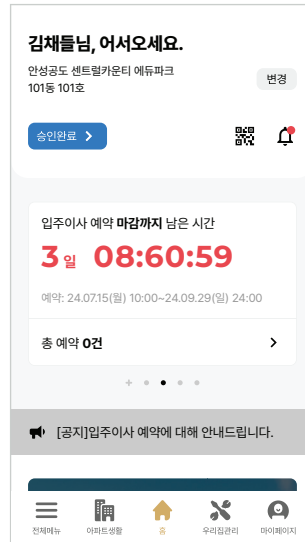 김채들님, 어서오세요.
안성공도 센트럴카운티 에듀파크
101동 101호
변경
승인완료
입주이사 예약 마감까지 남은 시간
3 일 08:60:59
예약: 24.07.15(월) 10:00~24.09.29(일) 24:00
총 예약 0건
[공지]입주이사 예약에 대해 안내드립니다.
전체메뉴 아파트생활 홈 우리집관리 마이페이지